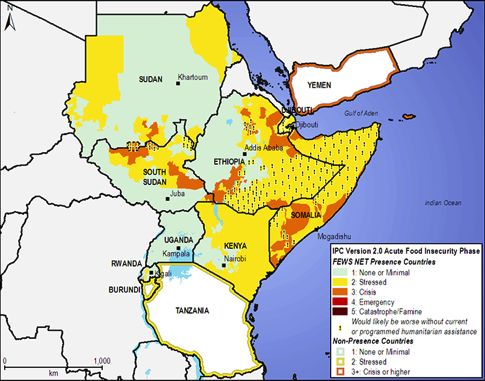 N
SUDAN
Khartoum
YEMEN
DJIBOUTI
Djibouti
Gulf of Aden
ETHIOPIA
Addis Ababa
SOUTH
SUDAN
Juba
SOMALIA
Mogadishu
Indian Ocean
UGANDA
Kampala
KENYA
Nairobi
RWANDA
Kigali
BURUNDI
TANZANIA
IPC Version 2.0 Acute Food Insecurity Phase
FEWS NET Presence Countries
1: None or Minimal
2: Stressed
3: Crisis
4: Emergency
5: Catastrophe/Famine
! Would likely be worse without current
or programmed humanitarian assistance
Non-Presence Countries
1: None or Minimal
2: Stressed
3+: Crisis or higher
0 1,000
km